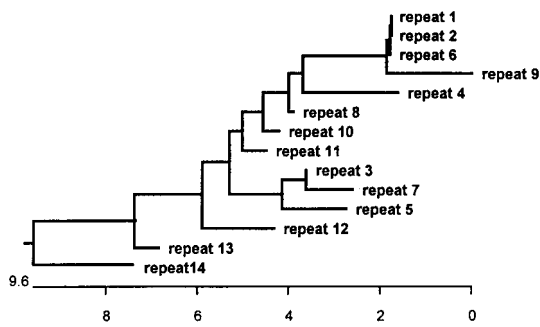 repeat 1
repeat 2
repeat 6
repeat 9
repeat 4
repeat 8
repeat 10
repeat 11
repeat 3
repeat 7
repeat 5
repeat 12
repeat 13
repeat14
9.6
8 6 4 2 0